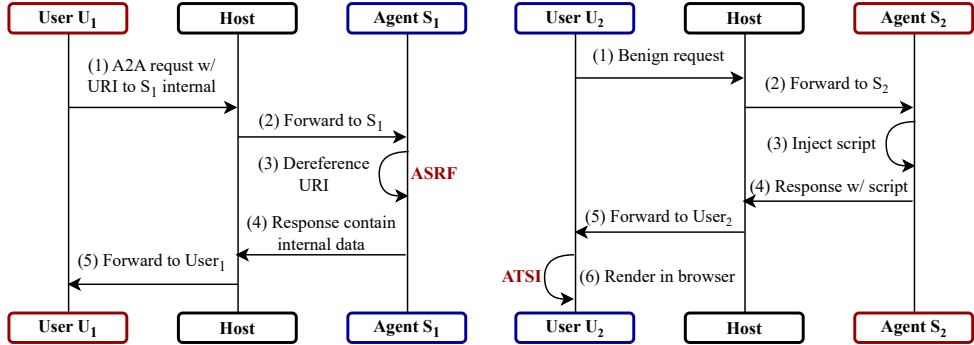 User U1
Host
Agent S1
(1) A2A requst w/
URI to S1 internal
(2) Forward to S1
(3) Dereference
URI
ASRF
(4) Response contain
internal data
(5) Forward to User1
User U1
Host
Agent S1
User U2
Host
Agent S2
(1) Benign request
(2) Forward to S2
(3) Inject script
(4) Response w/ script
(5) Forward to User2
ATSI
(6) Render in browser
User U2
Host
Agent S2